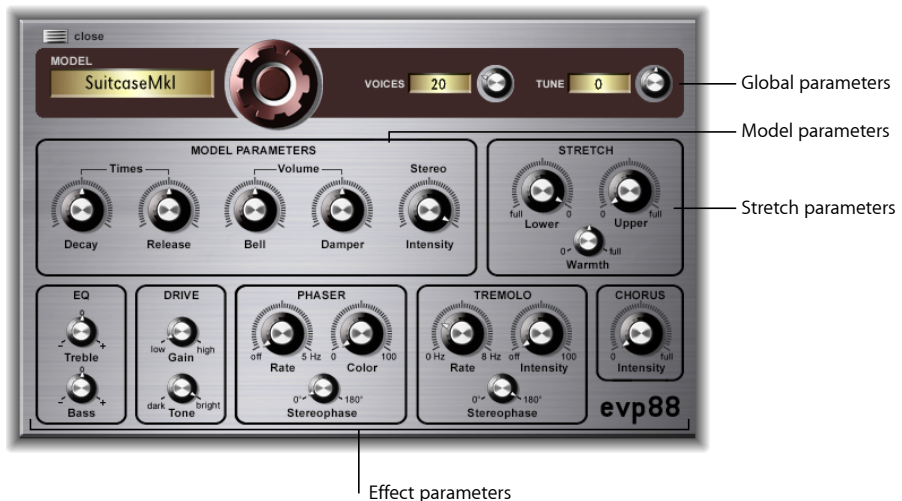 close
MODEL
SuitcaseMkI
VOICES 20
TUNE 0
Global parameters
Model parameters
MODEL PARAMETERS
Times
Volume
Stereo
Decay
Release
Bell
Damper
Intensity
STRETCH
full 0
Lower
0 full
Upper
0 full
Warmth
Stretch parameters
EQ
0
- +
Treble
0
- +
Bass
DRIVE
low high
Gain
dark bright
Tone
PHASER
off 5 Hz
Rate
0 100
Color
0° 180°
Stereophase
TREMOLO
0 Hz 8 Hz
Rate
off 100
Intensity
0° 180°
Stereophase
CHORUS
0 full
Intensity
evp88
Effect parameters